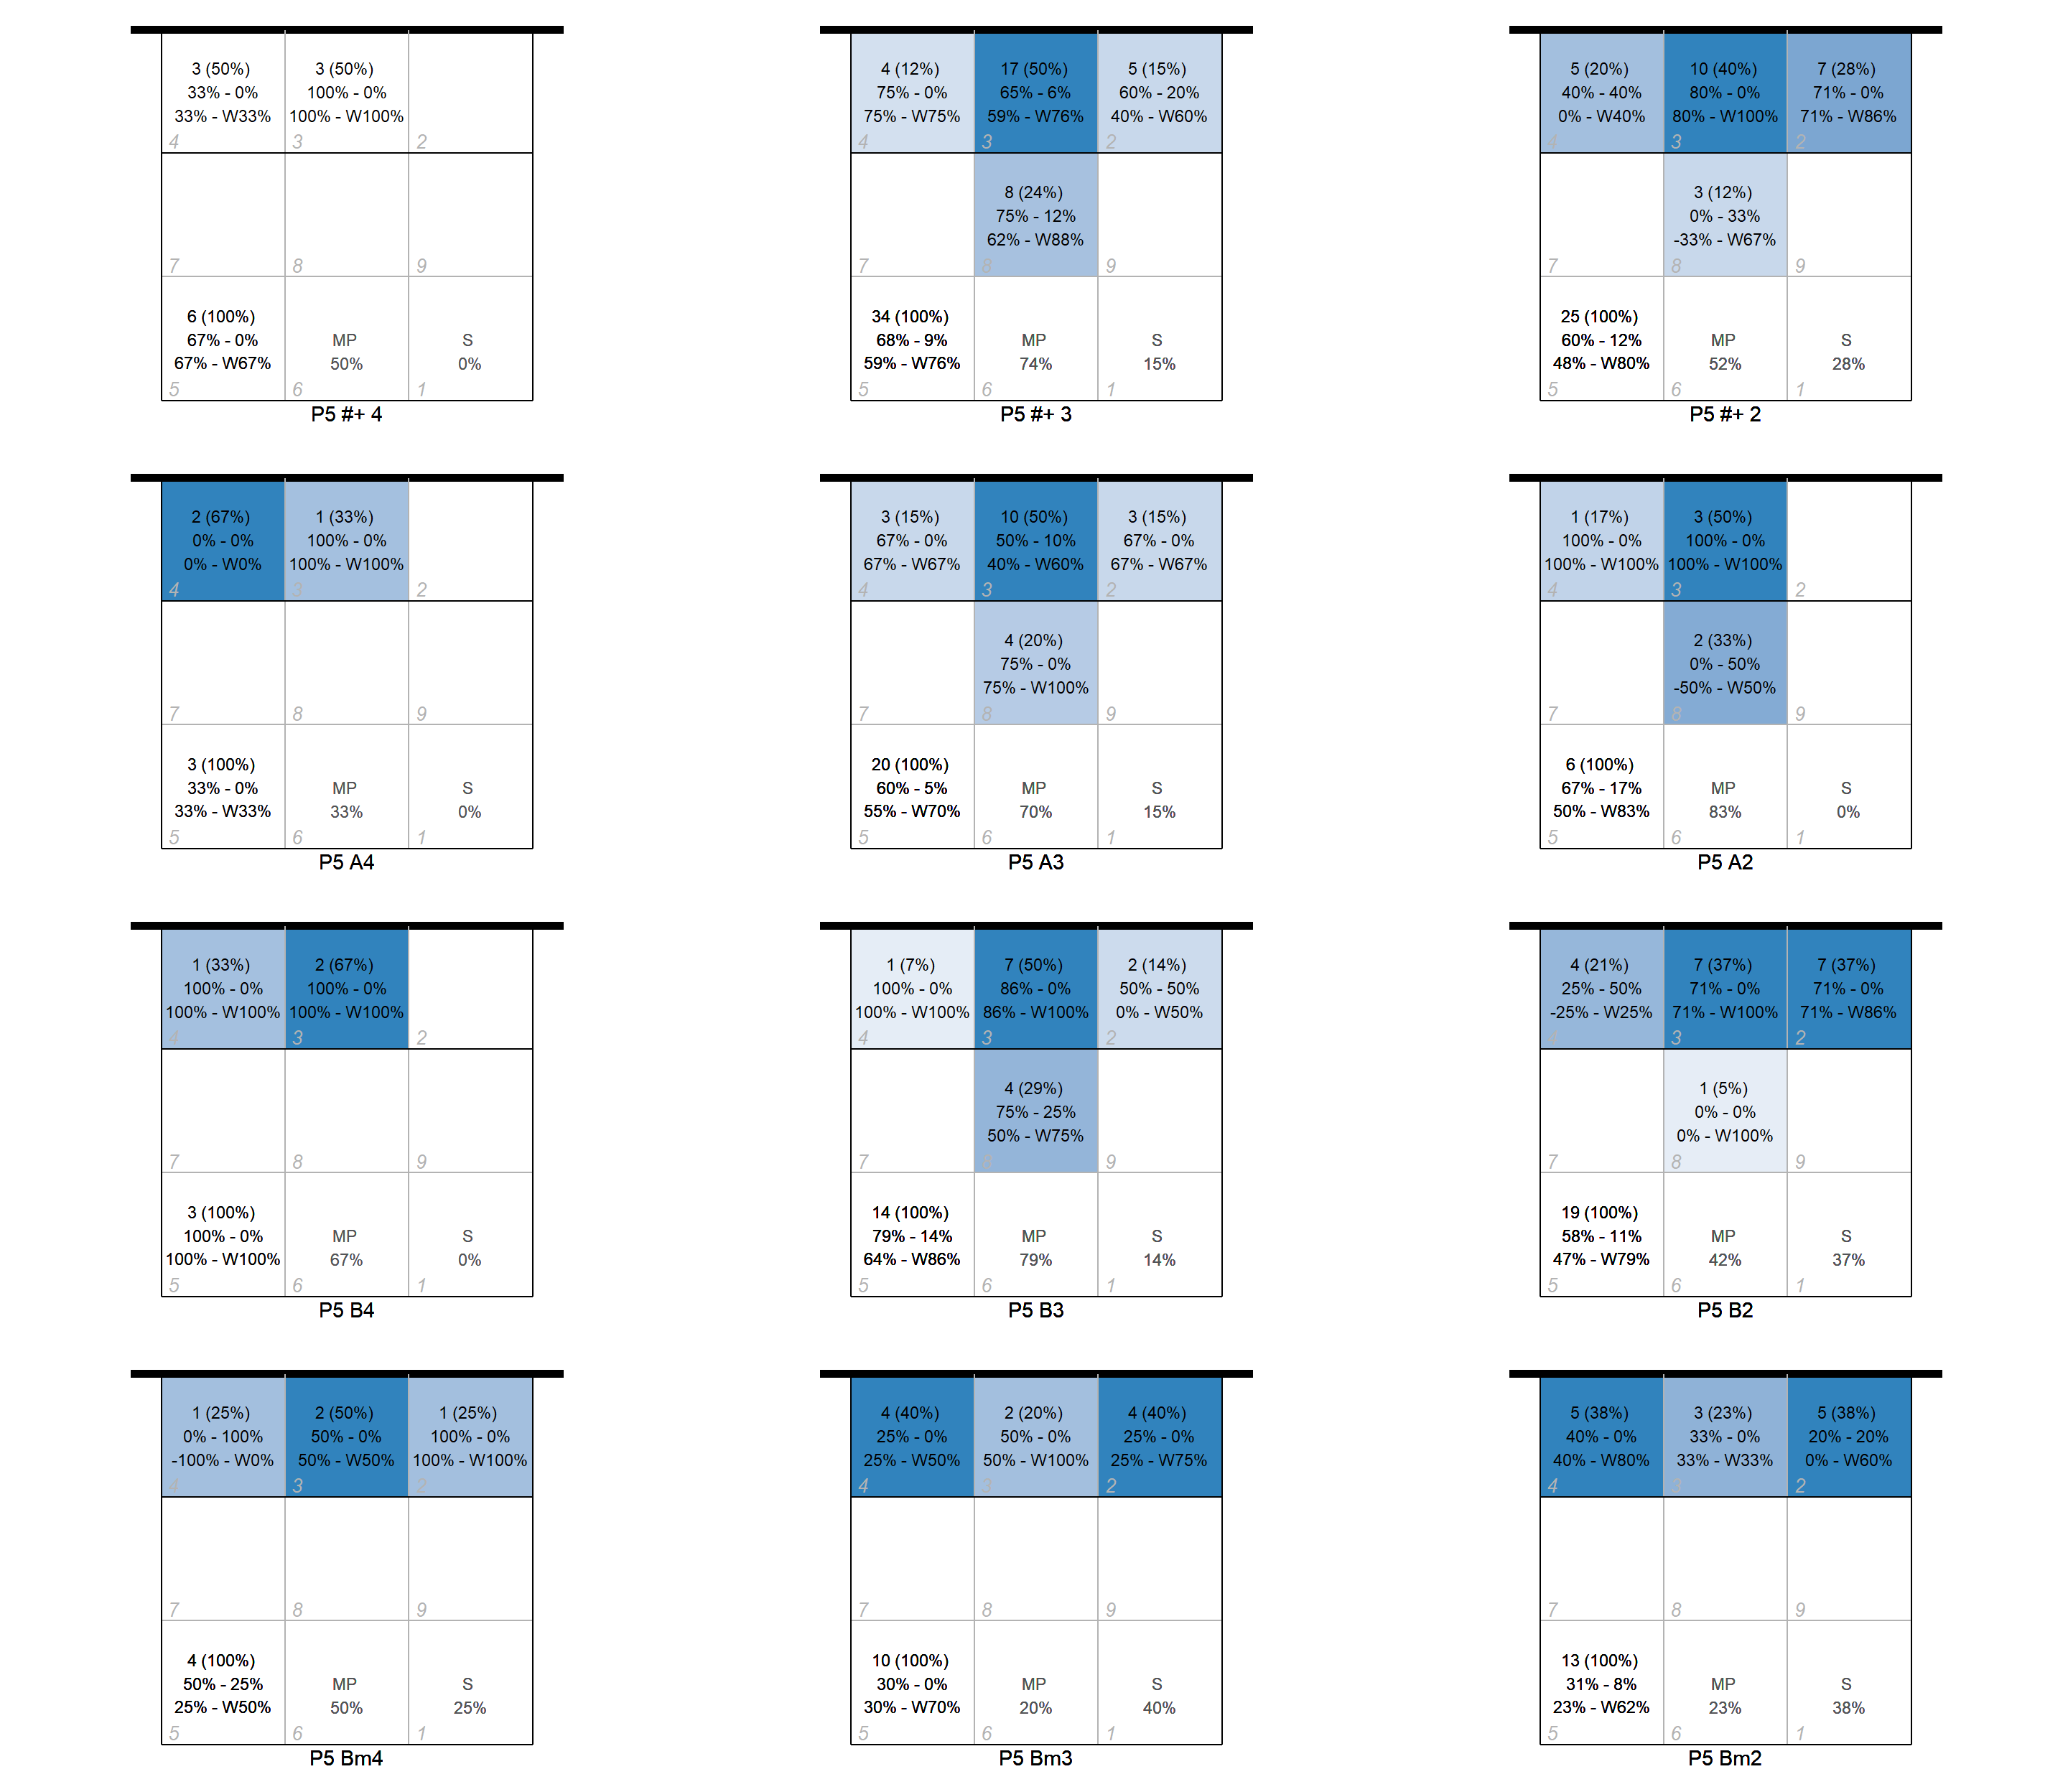 3 (50%)
33% - 0%
33% - W33%
4
3 (50%)
100% - 0%
100% - W100%
3
2
7
8
9
6 (100%)
67% - 0%
67% - W67%
5
MP
50%
6
S
0%
1
P5 #+ 4
4 (12%)
75% - 0%
75% - W75%
4
17 (50%)
65% - 6%
59% - W76%
3
5 (15%)
60% - 20%
40% - W60%
2
7
8 (24%)
75% - 12%
62% - W88%
8
9
34 (100%)
68% - 9%
59% - W76%
5
MP
74%
6
S
15%
1
P5 #+ 3
5 (20%)
40% - 40%
0% - W40%
4
10 (40%)
80% - 0%
80% - W100%
3
7 (28%)
71% - 0%
71% - W86%
2
7
3 (12%)
0% - 33%
-33% - W67%
8
9
25 (100%)
60% - 12%
48% - W80%
5
MP
52%
6
S
28%
1
P5 #+ 2
2 (67%)
0% - 0%
0% - W0%
4
1 (33%)
100% - 0%
100% - W100%
3
2
7
8
9
3 (100%)
33% - 0%
33% - W33%
5
MP
33%
6
S
0%
1
P5 A4
3 (15%)
67% - 0%
67% - W67%
4
10 (50%)
50% - 10%
40% - W60%
3
3 (15%)
67% - 0%
67% - W67%
2
7
4 (20%)
75% - 0%
75% - W100%
8
9
20 (100%)
60% - 5%
55% - W70%
5
MP
70%
6
S
15%
1
P5 A3
1 (17%)
100% - 0%
100% - W100%
4
3 (50%)
100% - 0%
100% - W100%
3
2
7
2 (33%)
0% - 50%
-50% - W50%
8
9
6 (100%)
67% - 17%
50% - W83%
5
MP
83%
6
S
0%
1
P5 A2
1 (33%)
100% - 0%
100% - W100%
4
2 (67%)
100% - 0%
100% - W100%
3
2
7
8
9
3 (100%)
100% - 0%
100% - W100%
5
MP
67%
6
S
0%
1
P5 B4
1 (7%)
100% - 0%
100% - W100%
4
7 (50%)
86% - 0%
86% - W100%
3
2 (14%)
50% - 50%
0% - W50%
2
7
4 (29%)
75% - 25%
50% - W75%
8
9
14 (100%)
79% - 14%
64% - W86%
5
MP
79%
6
S
14%
1
P5 B3
4 (21%)
25% - 50%
-25% - W25%
4
7 (37%)
71% - 0%
71% - W100%
3
7 (37%)
71% - 0%
71% - W86%
2
7
1 (5%)
0% - 0%
0% - W100%
8
9
19 (100%)
58% - 11%
47% - W79%
5
MP
42%
6
S
37%
1
P5 B2
1 (25%)
0% - 100%
-100% - W0%
4
2 (50%)
50% - 0%
50% - W50%
3
1 (25%)
100% - 0%
100% - W100%
2
7
8
9
4 (100%)
50% - 25%
25% - W50%
5
MP
50%
6
S
25%
1
P5 Bm4
4 (40%)
25% - 0%
25% - W50%
4
2 (20%)
50% - 0%
50% - W100%
3
4 (40%)
25% - 0%
25% - W75%
2
7
8
9
10 (100%)
30% - 0%
30% - W70%
5
MP
20%
6
S
40%
1
P5 Bm3
5 (38%)
40% - 0%
40% - W80%
4
3 (23%)
33% - 0%
33% - W33%
3
5 (38%)
20% - 20%
0% - W60%
2
7
8
9
13 (100%)
31% - 8%
23% - W62%
5
MP
23%
6
S
38%
1
P5 Bm2